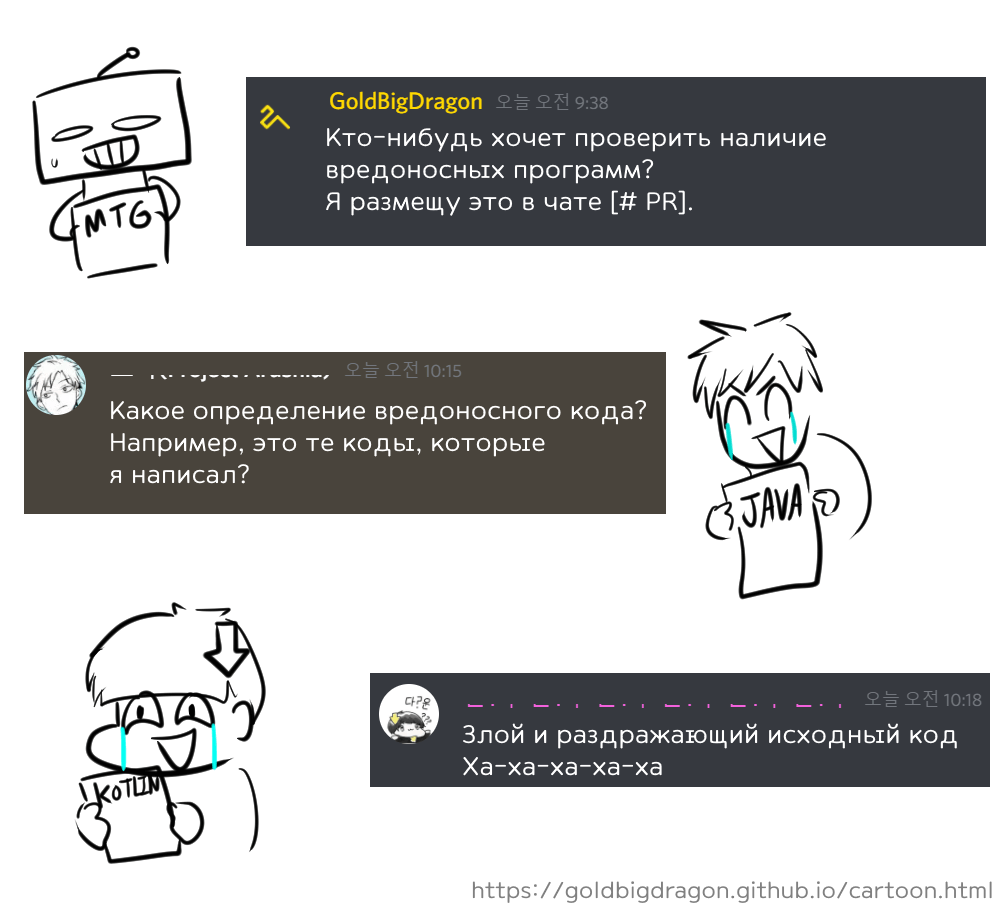 GoldBigDragon 오늘 오전 9:38
Кто-нибудь хочет проверить наличие
вредоносных программ?
Я размещу это в чате [# PR].
MTG
오늘 오전 10:15
Какое определение вредоносного кода?
Например, это те коды, которые
я написал?
JAVA
오늘 오전 10:18
다?운
Злой и раздражающий исходный код
Ха-ха-ха-ха-ха
KOTLIN
https://goldbigdragon.github.io/cartoon.html